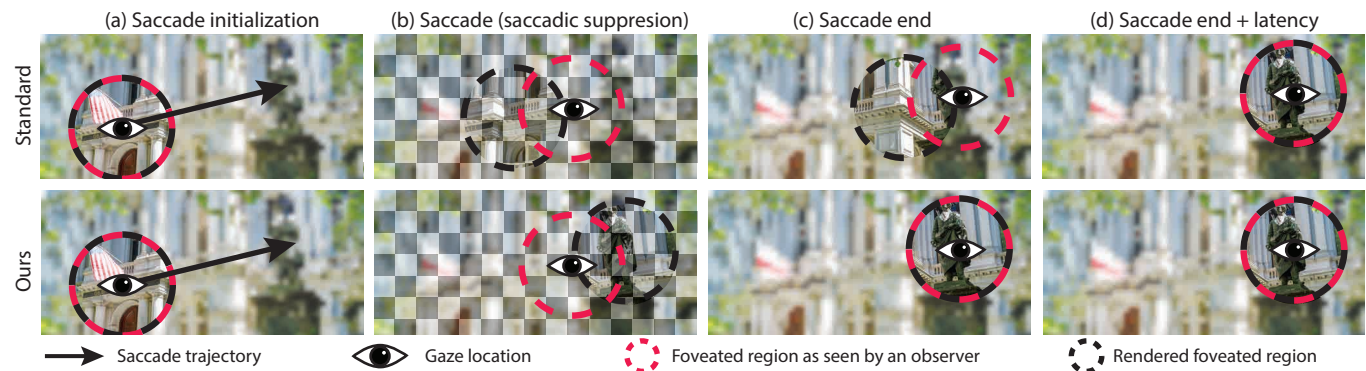 (a) Saccade initialization
(b) Saccade (saccadic suppresion)
(c) Saccade end
(d) Saccade end + latency
Standard
Ours
Saccade trajectory
Gaze location
Foveated region as seen by an observer
Rendered foveated region